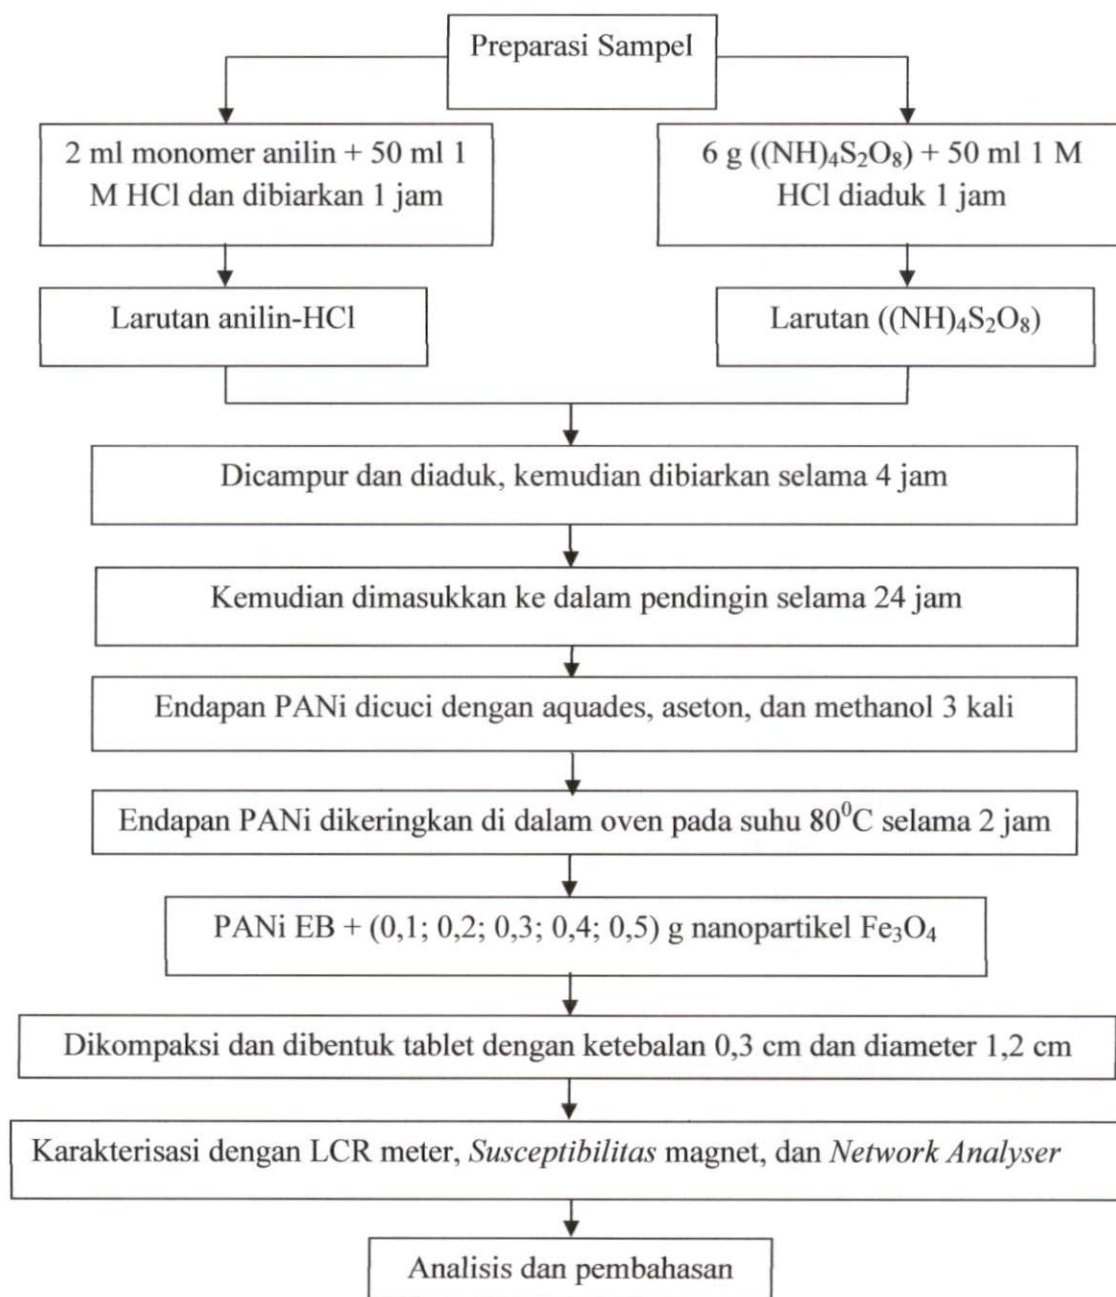 Preparasi Sampel
2 ml monomer anilin + 50 ml 1
M HCl dan dibiarkan 1 jam
6 g ((NH)₄S₂O₈) + 50 ml 1 M
HCl diaduk 1 jam
Larutan anilin-HCl
Larutan ((NH)₄S₂O₈)
Dicampur dan diaduk, kemudian dibiarkan selama 4 jam
Kemudian dimasukkan ke dalam pendingin selama 24 jam
Endapan PANi dicuci dengan aquades, aseton, dan methanol 3 kali
Endapan PANi dikeringkan di dalam oven pada suhu 80⁰C selama 2 jam
PANi EB + (0,1; 0,2; 0,3; 0,4; 0,5) g nanopartikel Fe₃O₄
Dikompaksi dan dibentuk tablet dengan ketebalan 0,3 cm dan diameter 1,2 cm
Karakterisasi dengan LCR meter, Susceptibilitas magnet, dan Network Analyser
Analisis dan pembahasan